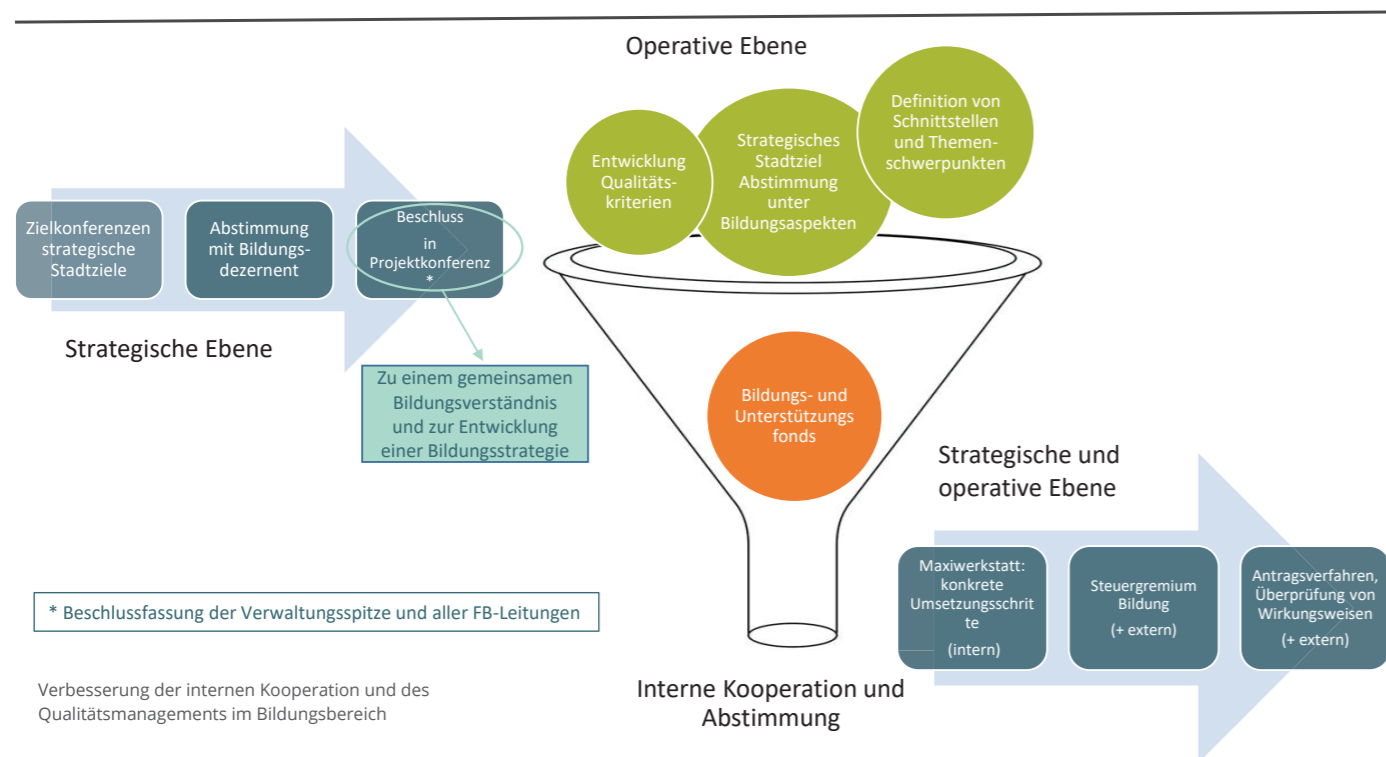 Operative Ebene
Entwicklung
Qualitäts-
kriterien
Strategisches
Stadtziel
Abstimmung
unter
Bildungsaspekten
Definition von
Schnittstellen
und Themen-
schwerpunkten
Zielkonferenzen
strategische
Stadtziele
Abstimmung
mit Bildungs-
dezernent
Beschluss
in
Projektkonferenz
*
Strategische Ebene
Zu einem gemeinsamen
Bildungsverständnis
und zur Entwicklung
einer Bildungsstrategie
Bildungs- und
Unterstützungs
fonds
Strategische und
operative Ebene
Maxiwerkstatt:
konkrete
Umsetzungsschrit
te
(intern)
Steuergremium
Bildung
(+ extern)
Antragsverfahren,
Überprüfung von
Wirkungsweisen
(+ extern)
* Beschlussfassung der Verwaltungsspitze und aller FB-Leitungen
Interne Kooperation und
Abstimmung
Verbesserung der internen Kooperation und des
Qualitätsmanagements im Bildungsbereich